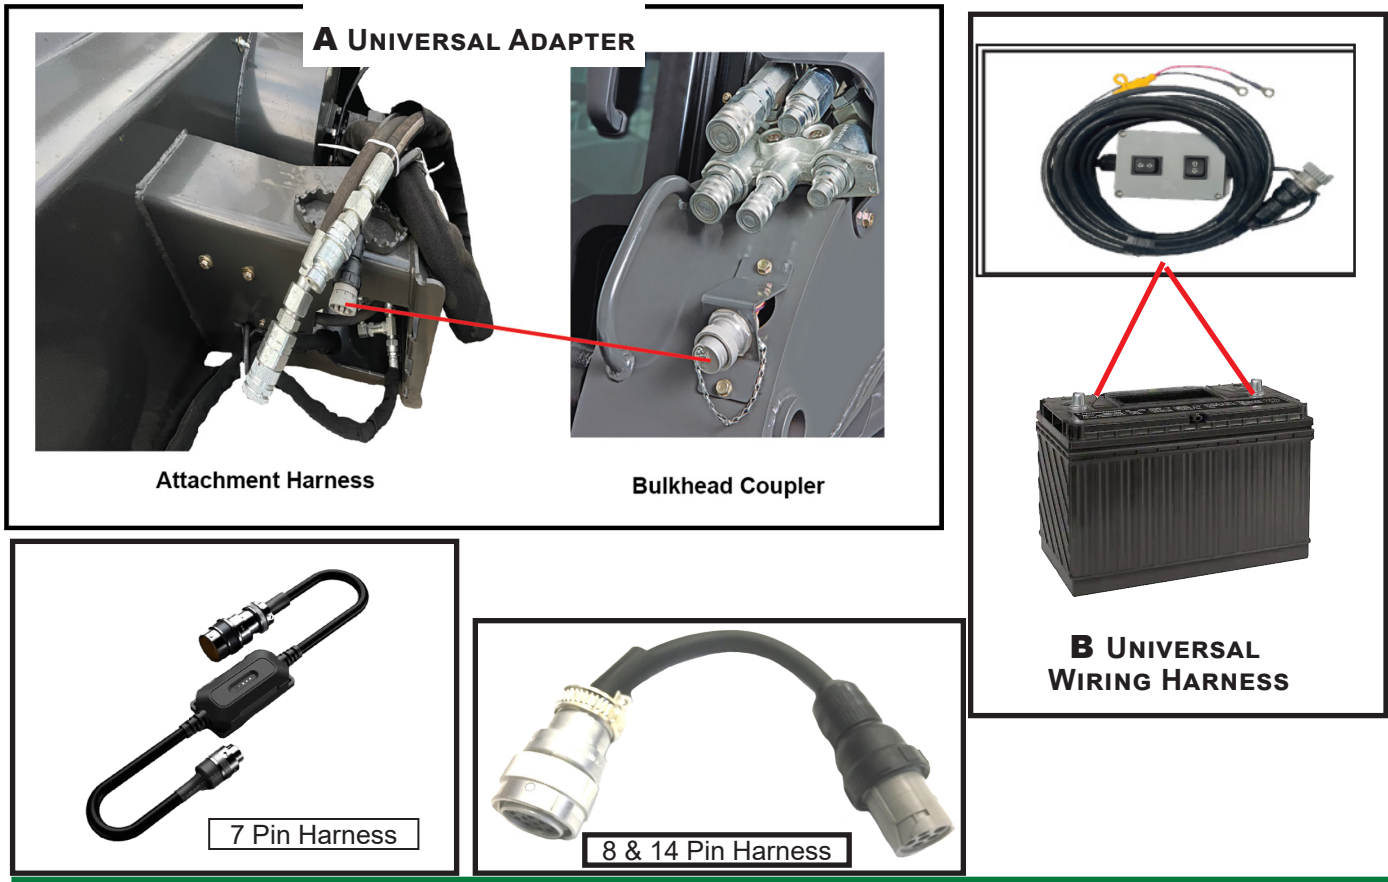 A Universal Adapter
Attachment Harness
Bulkhead Coupler
B Universal
Wiring Harness
7 Pin Harness
8 & 14 Pin Harness